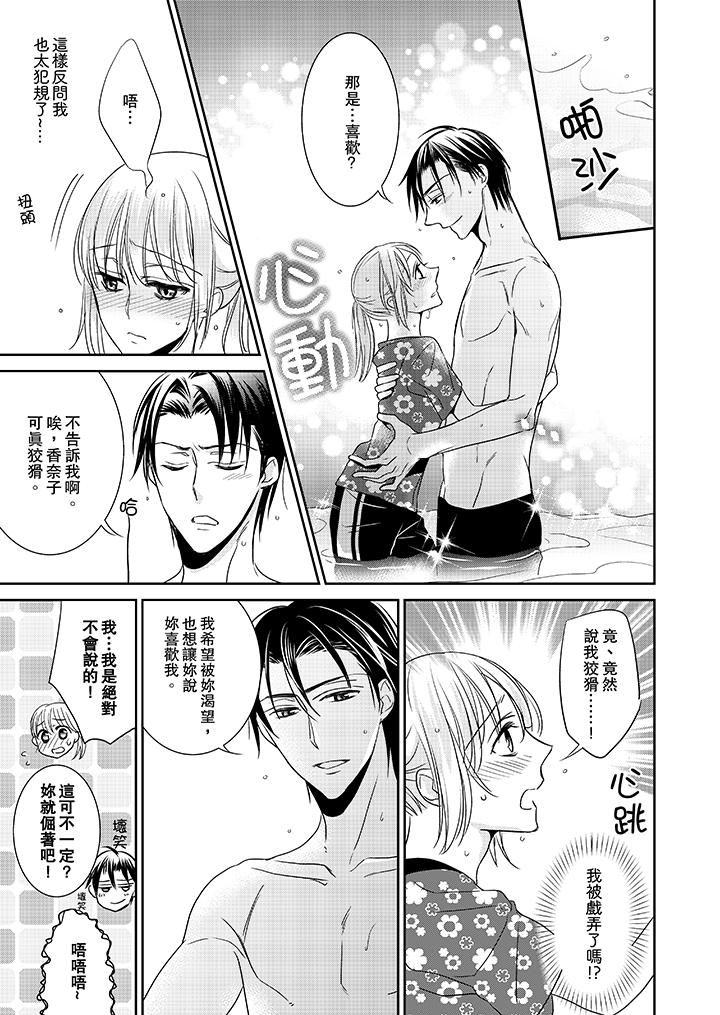 啪
沙
那是…喜歡?
心動
唔…
這樣反問我
也太犯規了~…
扭頭
不告訴我啊。
唉,香奈子
可真狡猾。
哈
竟、竟然
說我狡猾……!
心跳
我被戲弄了嗎!?
我希望被妳渴望,
也想讓妳說
妳喜歡我。
我…我是絕對
不會說的!
這可不一定?
妳就倔著吧!
壞笑
壞笑
唔唔唔~